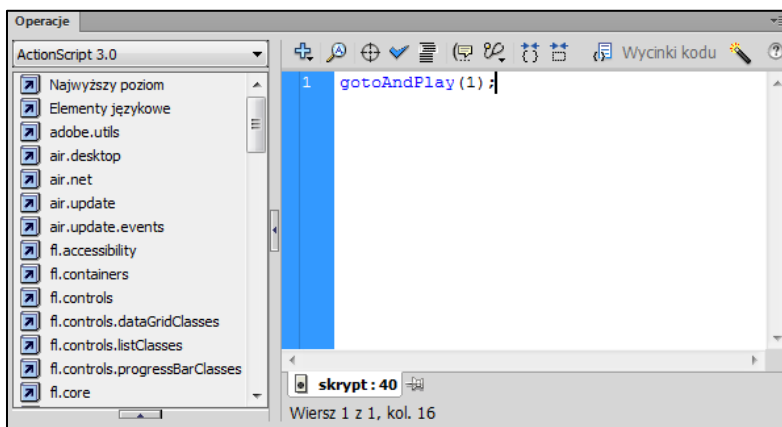 Operacje
ActionScript 3.0
Najwyższy poziom
Elementy językowe
adobe.utils
air.desktop
air.net
air.update
air.update.events
fl.accessibility
fl.containers
fl.controls
fl.controls.dataGridClasses
fl.controls.listClasses
fl.controls.progressBarClasses
fl.core
Wycinki kodu
1 gotoAndPlay(1);
skrypt : 40
Wiersz 1 z 1, kol. 16